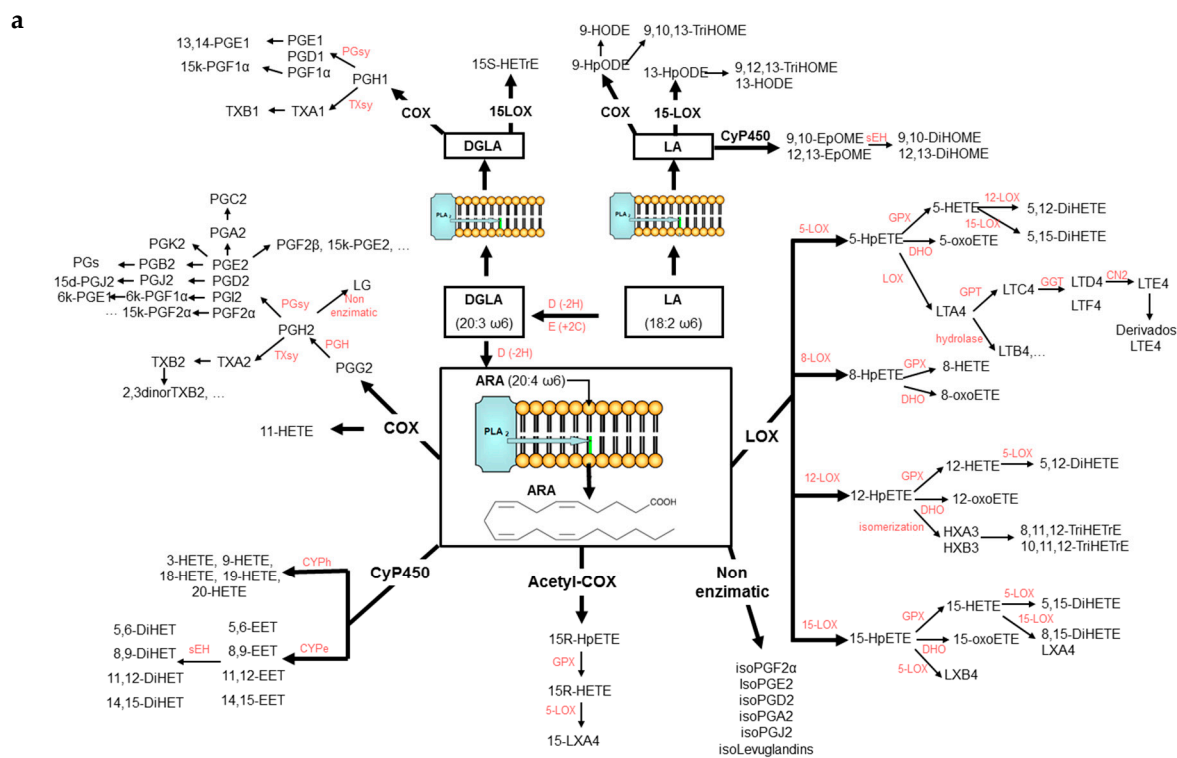 a
13,14-PGE1
PGE1
PGD1
15k-PGF1α
PGF1α
PGsy
PGH1
TXsy
TXB1
TXA1
COX
15S-HETrE
15LOX
DGLA
9-HODE
9,10,13-TriHOME
9-HpODE
13-HpODE
9,12,13-TriHOME
13-HODE
COX
15-LOX
LA
CyP450
9,10-EpOME
12,13-EpOME
sEH
9,10-DiHOME
12,13-DiHOME
PLA 2
PLA 2
PGC2
PGA2
PGK2
PGF2β, 15k-PGE2, ...
PGs
PGB2
PGE2
15d-PGJ2
PGJ2
PGD2
6k-PGE1
6k-PGF1α
PGI2
... 15k-PGF2α
PGF2α
PGsy
LG
Non
enzimatic
PGH2
TXsy
PGH
TXB2
TXA2
PGG2
2,3dinorTXB2, ...
11-HETE
COX
DGLA
(20:3 ω6)
D (-2H)
E (+2C)
LA
(18:2 ω6)
D (-2H)
ARA (20:4 ω6)
PLA 2
ARA
COOH
LOX
5-LOX
5-HpETE
GPX
5-HETE
12-LOX
5,12-DiHETE
15-LOX
5,15-DiHETE
DHO
5-oxoETE
LOX
LTA4
GPT
LTC4
GGT
LTD4
CN2
LTE4
LTF4
hydrolase
LTB4,...
Derivados
LTE4
8-LOX
8-HpETE
GPX
8-HETE
DHO
8-oxoETE
12-LOX
12-HpETE
GPX
12-HETE
5-LOX
5,12-DiHETE
DHO
12-oxoETE
isomerization
HXA3
HXB3
8,11,12-TriHETrE
10,11,12-TriHETrE
15-LOX
15-HpETE
GPX
15-HETE
5-LOX
5,15-DiHETE
15-LOX
8,15-DiHETE
LXA4
DHO
15-oxoETE
5-LOX
LXB4
CyP450
3-HETE, 9-HETE,
18-HETE, 19-HETE,
20-HETE
CYPh
5,6-DiHET
5,6-EET
8,9-DiHET
sEH
8,9-EET
CYPe
11,12-DiHET
11,12-EET
14,15-DiHET
14,15-EET
Acetyl-COX
15R-HpETE
GPX
15R-HETE
5-LOX
15-LXA4
Non
enzimatic
isoPGF2α
IsoPGE2
isoPGD2
isoPGA2
isoPGJ2
isoLevuglandins